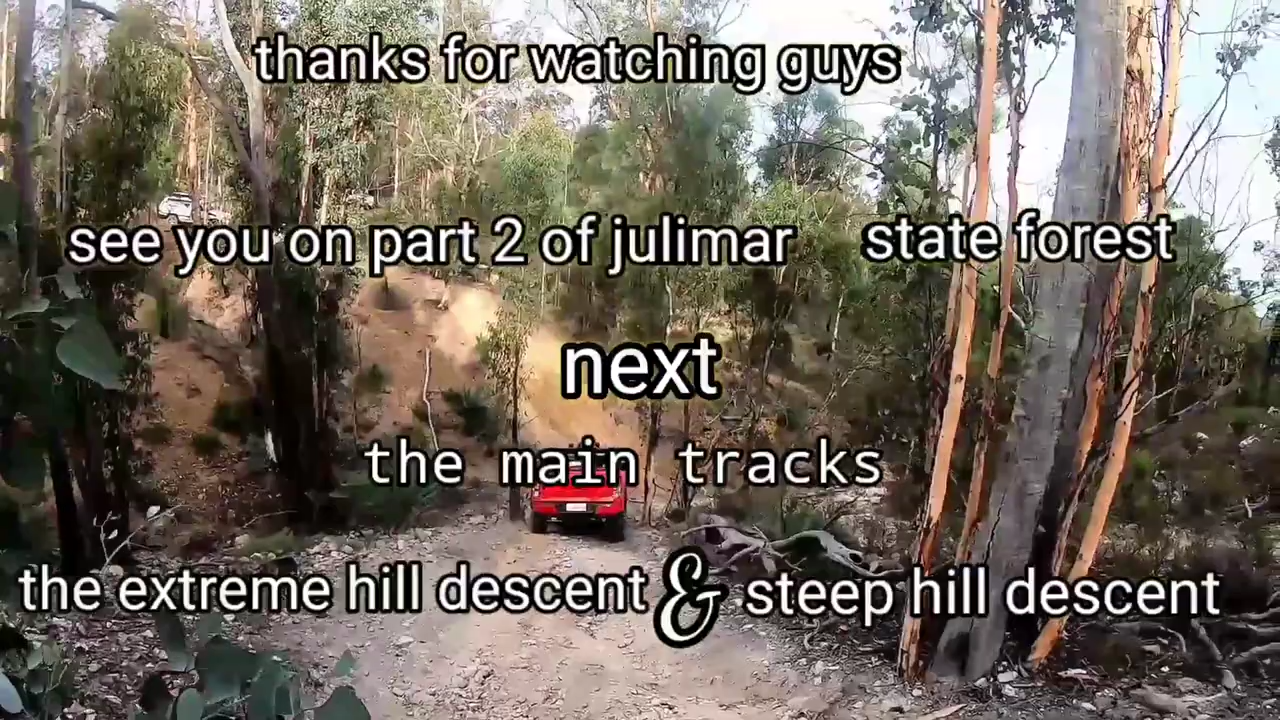 thanks for watching guys
see you on part 2 of julimar state forest
next
the main tracks
the extreme hill descent & steep hill descent